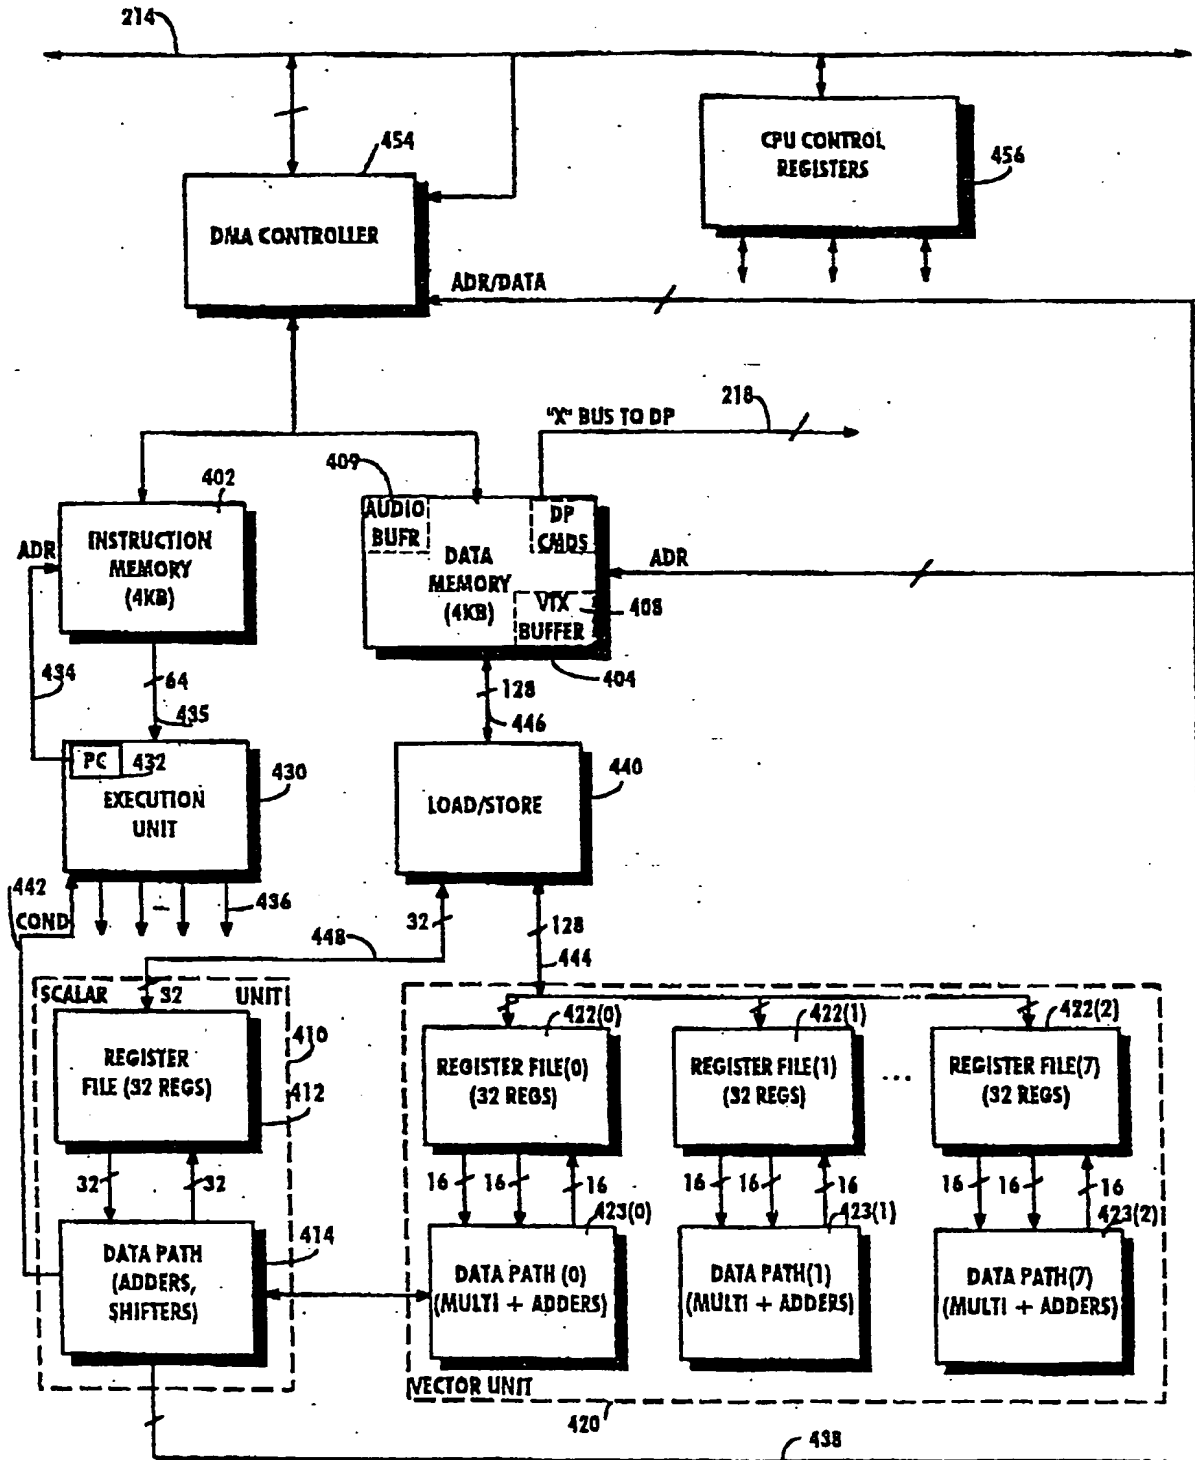 214
454
DMA CONTROLLER
CPU CONTROL
REGISTERS
456
ADR/DATA
"X" BUS TO DP
218
409
402
AUDIO
BUFR
DP
CMDS
ADR
INSTRUCTION
MEMORY
(4KB)
DATA
MEMORY
(4KB)
ADR
VTX
BUFFER
408
404
434
64
435
128
446
PC
432
EXECUTION
UNIT
430
LOAD/STORE
440
442
COND
436
32
128
448
444
SCALAR
32
UNIT
422(0)
422(1)
422(2)
410
REGISTER
FILE (32 REGS)
412
REGISTER FILE(0)
(32 REGS)
REGISTER FILE(1)
(32 REGS)
...
REGISTER FILE(7)
(32 REGS)
32
32
16
16
16
16
16
16
16
16
16
423(0)
423(1)
423(2)
414
DATA PATH
(ADDERS,
SHIFTERS)
DATA PATH (0)
(MULTI + ADDERS)
DATA PATH(1)
(MULTI + ADDERS)
DATA PATH(7)
(MULTI + ADDERS)
VECTOR UNIT
420
438